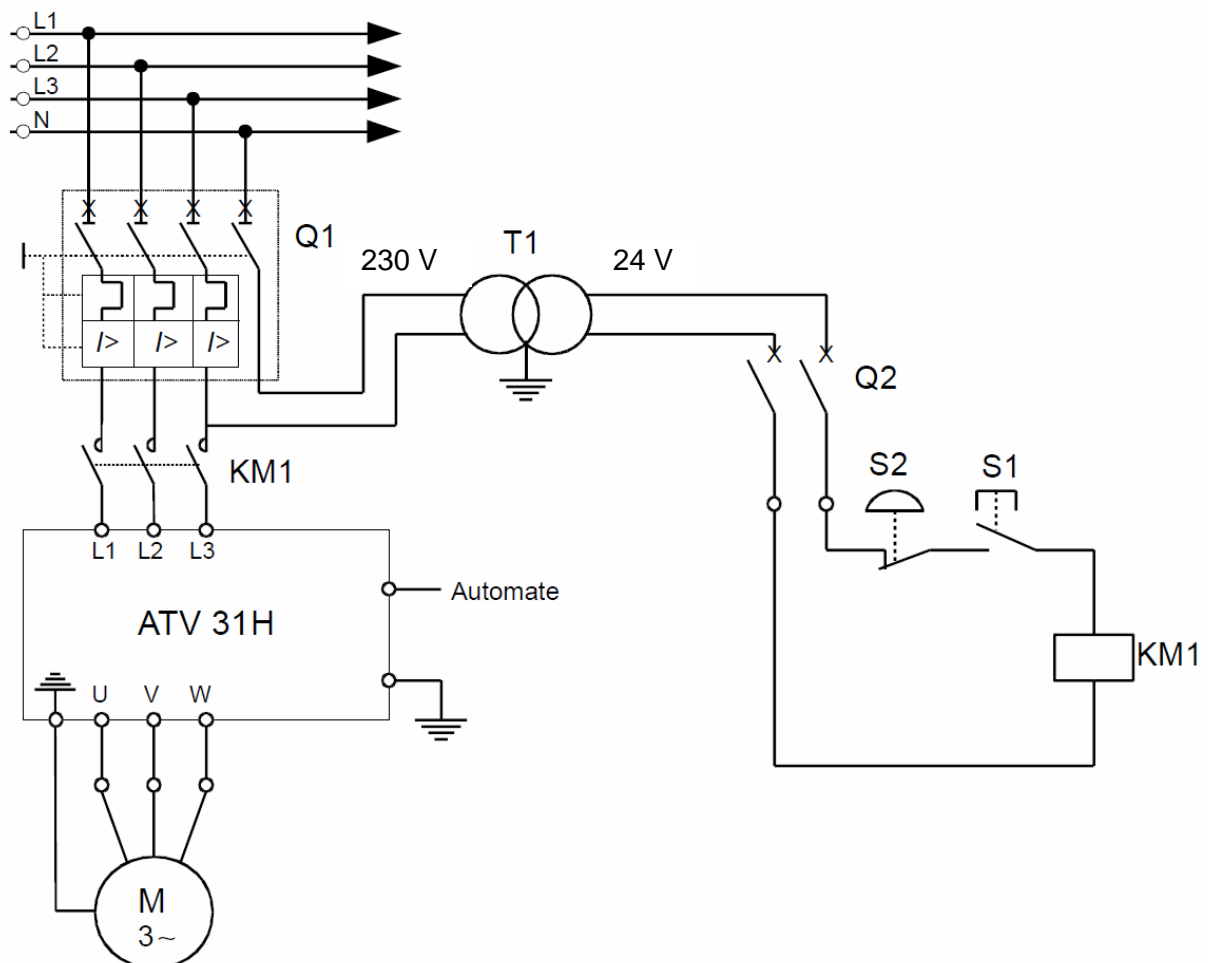 L1
L2
L3
N
Q1
230 V
T1
24 V
I> I> I>
Q2
KM1
S2
S1
L1 L2 L3
Automate
ATV 31H
KM1
U V W
M
3~